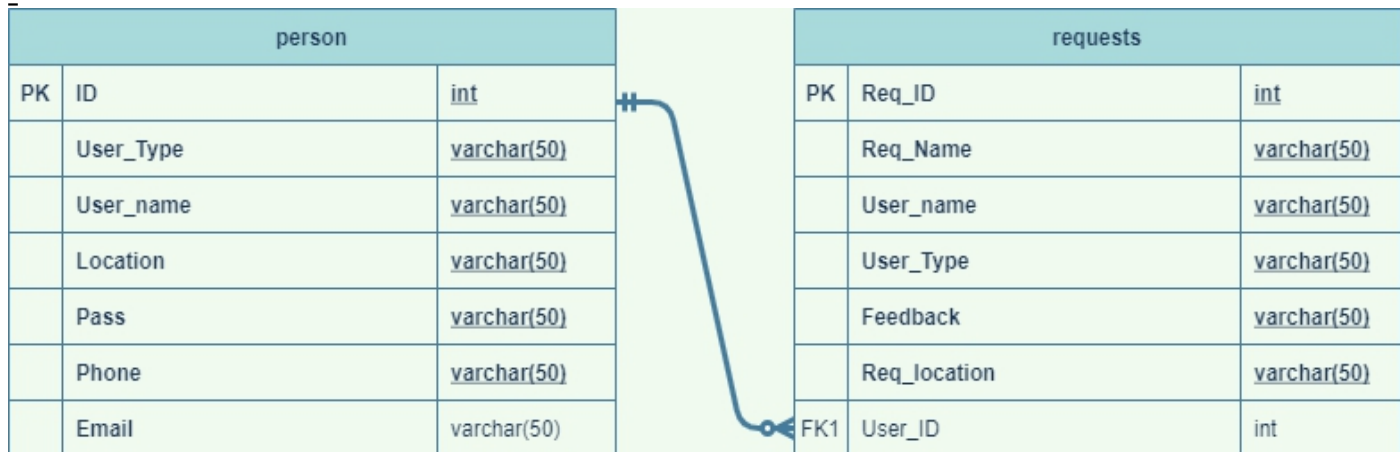 person
PK ID int
User_Type varchar(50)
User_name varchar(50)
Location varchar(50)
Pass varchar(50)
Phone varchar(50)
Email varchar(50)
requests
PK Req_ID int
Req_Name varchar(50)
User_name varchar(50)
User_Type varchar(50)
Feedback varchar(50)
Req_location varchar(50)
FK1 User_ID int